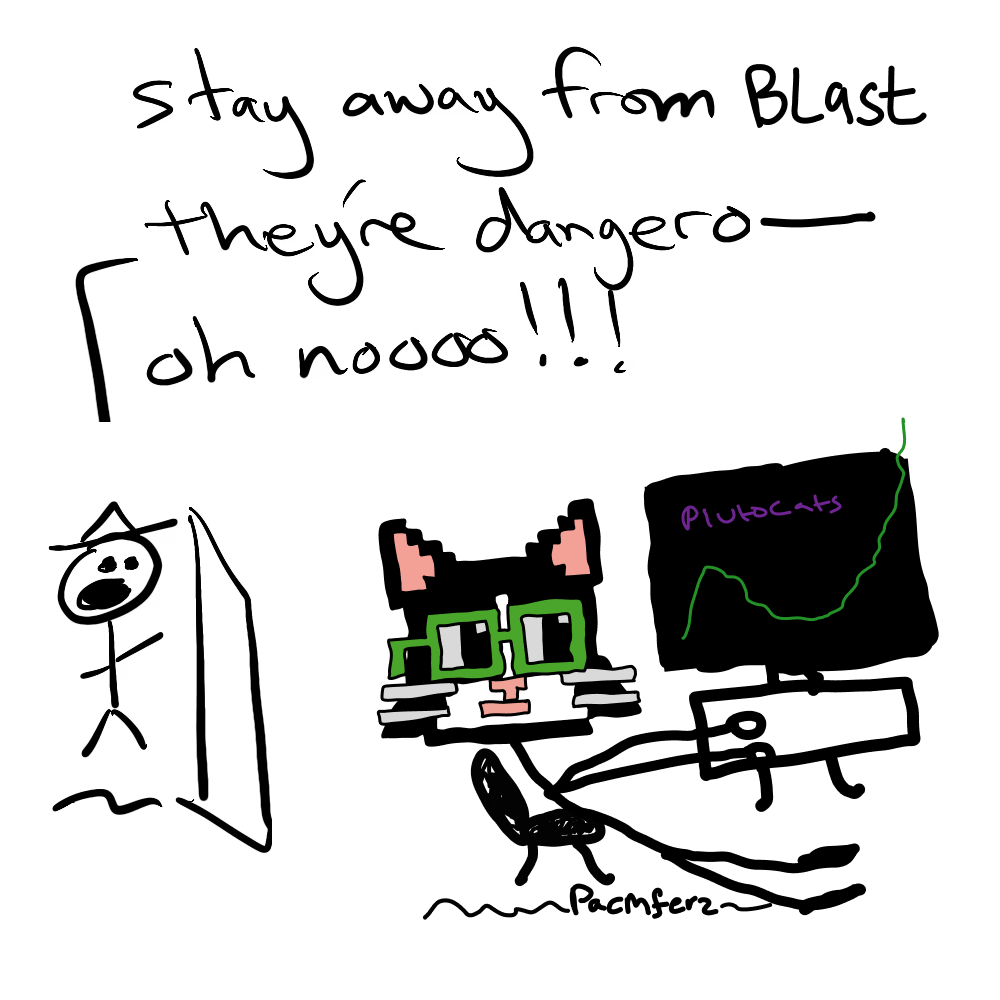 stay away from BLast
they're dangero—
oh noooo!!!
Plutocats
Pacmferz